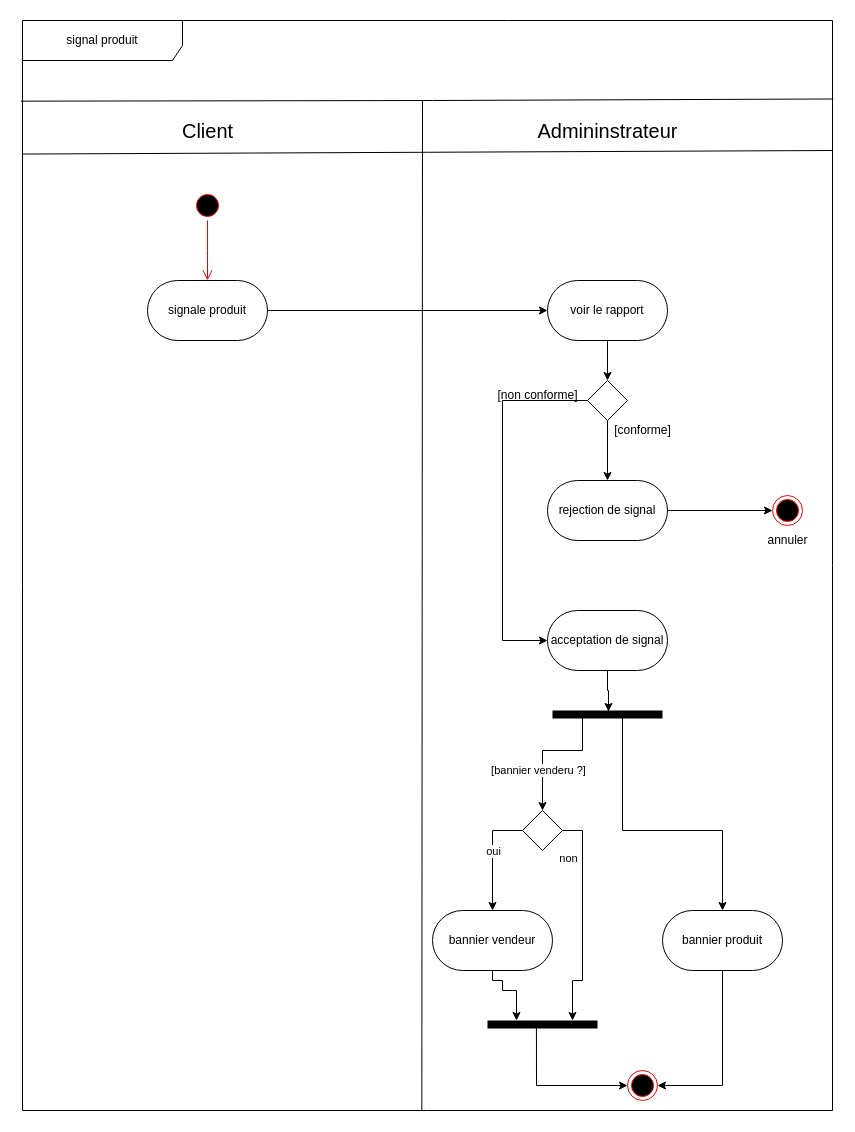 signal produit
Client
Admininstrateur
signale produit
voir le rapport
[non conforme]
[conforme]
rejection de signal
annuler
acceptation de signal
[bannier venderu ?]
oui
non
bannier vendeur
bannier produit